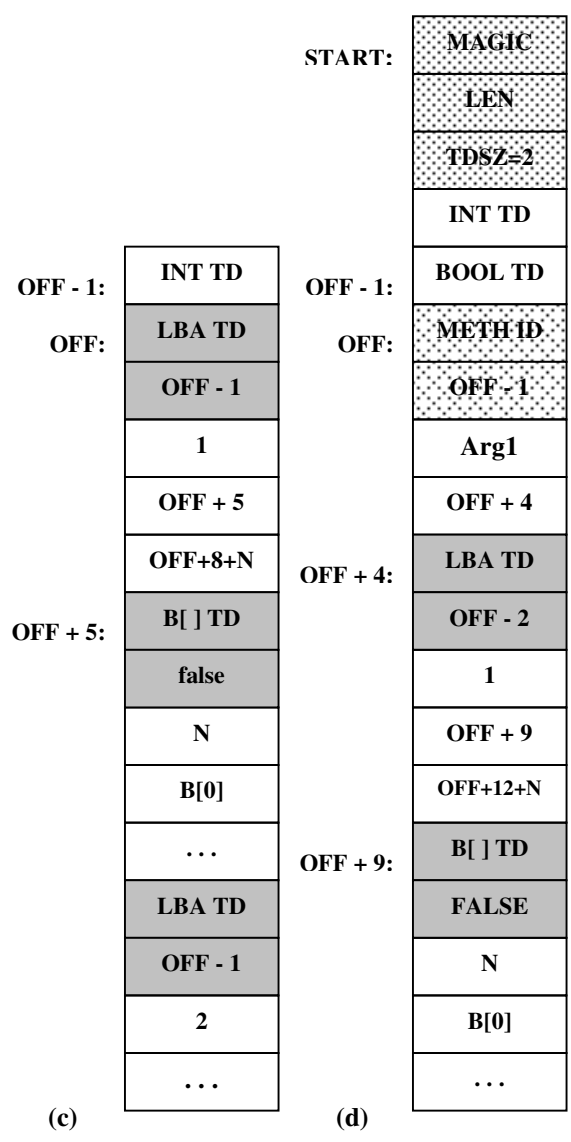 OFF - 1:
INT TD
OFF:
LBA TD
OFF - 1
1
OFF + 5
OFF+8+N
OFF + 5:
B[ ] TD
false
N
B[0]
...
LBA TD
OFF - 1
2
...
(c)
START:
MAGIC
LEN
TDSZ=2
INT TD
OFF - 1:
BOOL TD
OFF:
METH ID
OFF - 1
Arg1
OFF + 4
OFF + 4:
LBA TD
OFF - 2
1
OFF + 9
OFF+12+N
OFF + 9:
B[ ] TD
FALSE
N
B[0]
...
(d)